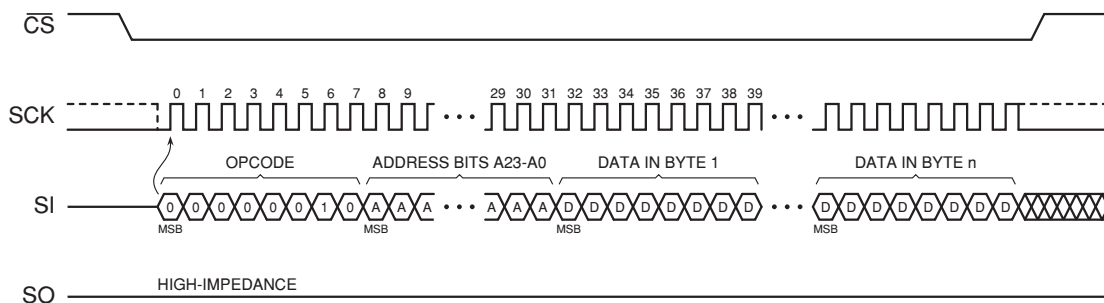 CS
0 1 2 3 4 5 6 7 8 9 29 30 31 32 33 34 35 36 37 38 39
SCK
OPCODE ADDRESS BITS A23-A0 DATA IN BYTE 1 DATA IN BYTE n
SI 0 0 0 0 0 0 1 0 A A A A A A D D D D D D D D D D D D D D D D
MSB MSB MSB MSB
HIGH-IMPEDANCE
SO